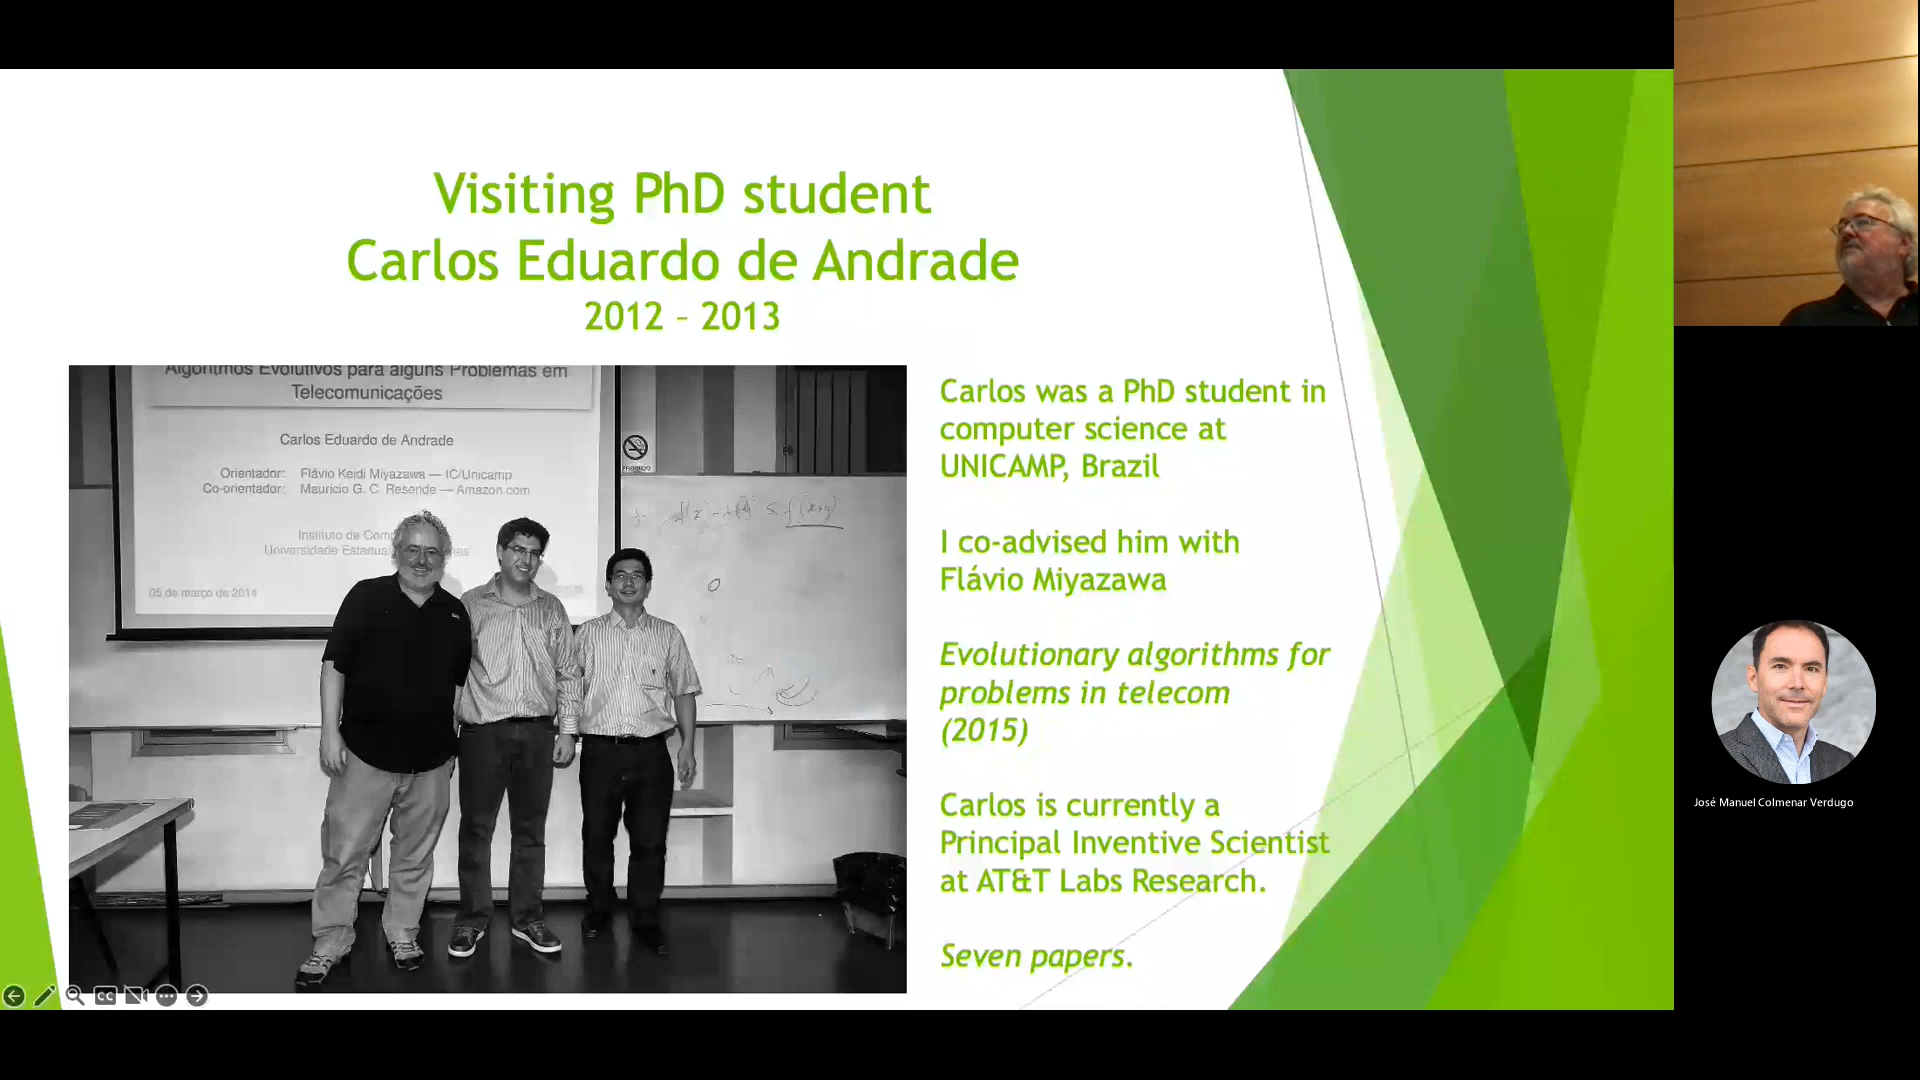 Visiting PhD student
Carlos Eduardo de Andrade
2012 – 2013
Algoritmos Evolutivos para alguns Problemas em
Telecomunicações
Carlos Eduardo de Andrade
Orientador: Flávio Keidi Miyazawa — IC/Unicamp
Co-orientador: Mauricio G. C. Resende — Amazon.com
Instituto de Comp
Universidade Estadual
05 de março de 2014
PROIBIDO
Carlos was a PhD student in
computer science at
UNICAMP, Brazil
I co-advised him with
Flávio Miyazawa
Evolutionary algorithms for
problems in telecom
(2015)
Carlos is currently a
Principal Inventive Scientist
at AT&T Labs Research.
Seven papers.
CC
José Manuel Colmenar Verdugo